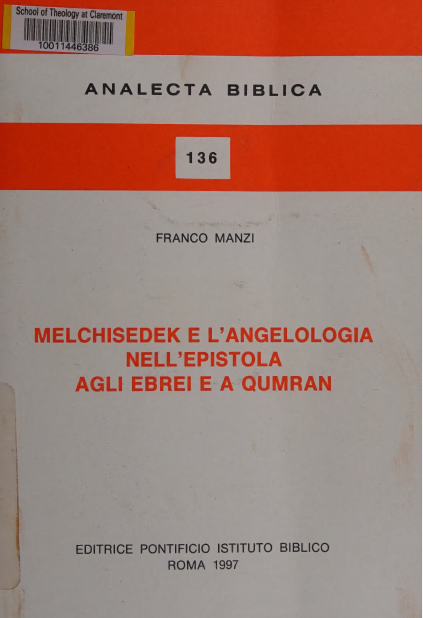 School of Theology at Claremont
10011446386
ANALECTA BIBLICA
136
FRANCO MANZI
MELCHISEDEK E L'ANGELOLOGIA
NELL'EPISTOLA
AGLI EBREI E A QUMRAN
EDITRICE PONTIFICIO ISTITUTO BIBLICO
ROMA 1997